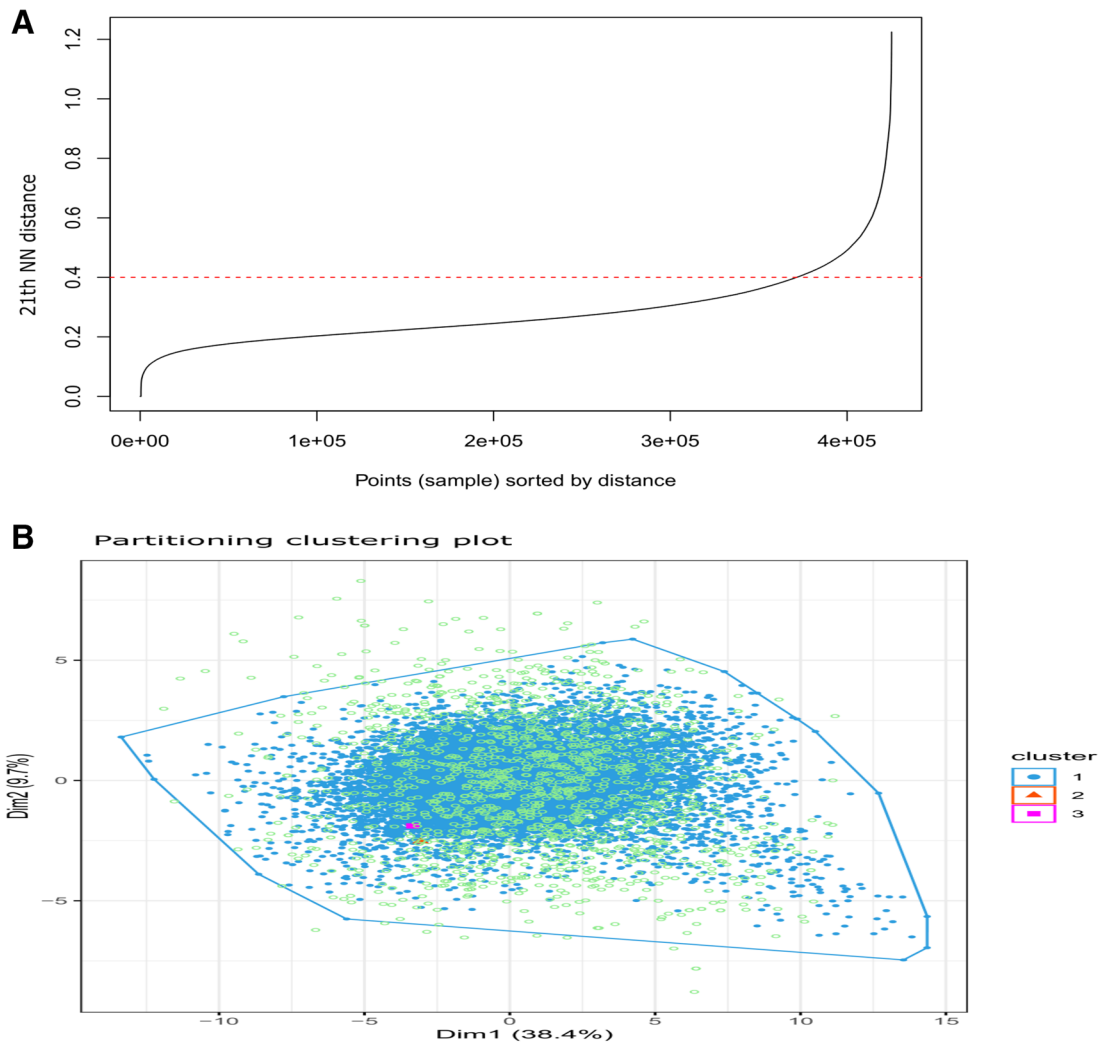 A
1.2
1.0
0.8
0.6
0.4
0.2
0.0
21th NN distance
0e+00 1e+05 2e+05 3e+05 4e+05
Points (sample) sorted by distance
B
Partitioning clustering plot
5
0
−5
Dim2 (9.7%)
−10 −5 0 5 10 15
Dim1 (38.4%)
cluster
1
2
3